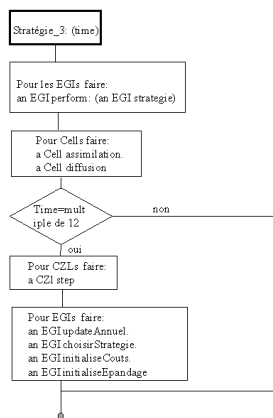 Stratégie_3: (time)
Pour les EGIs faire:
an EGI perform: (an EGI strategie)
Pour Cells faire:
a Cell assimilation.
a Cell diffusion
Time=mult
iple de 12
non
oui
Pour CZLs faire:
a CZl step
Pour EGIs faire:
an EGI updateAnnuel.
an EGI choisirStrategie.
an EGI initialiseCouts.
an EGI initialiseEpandage